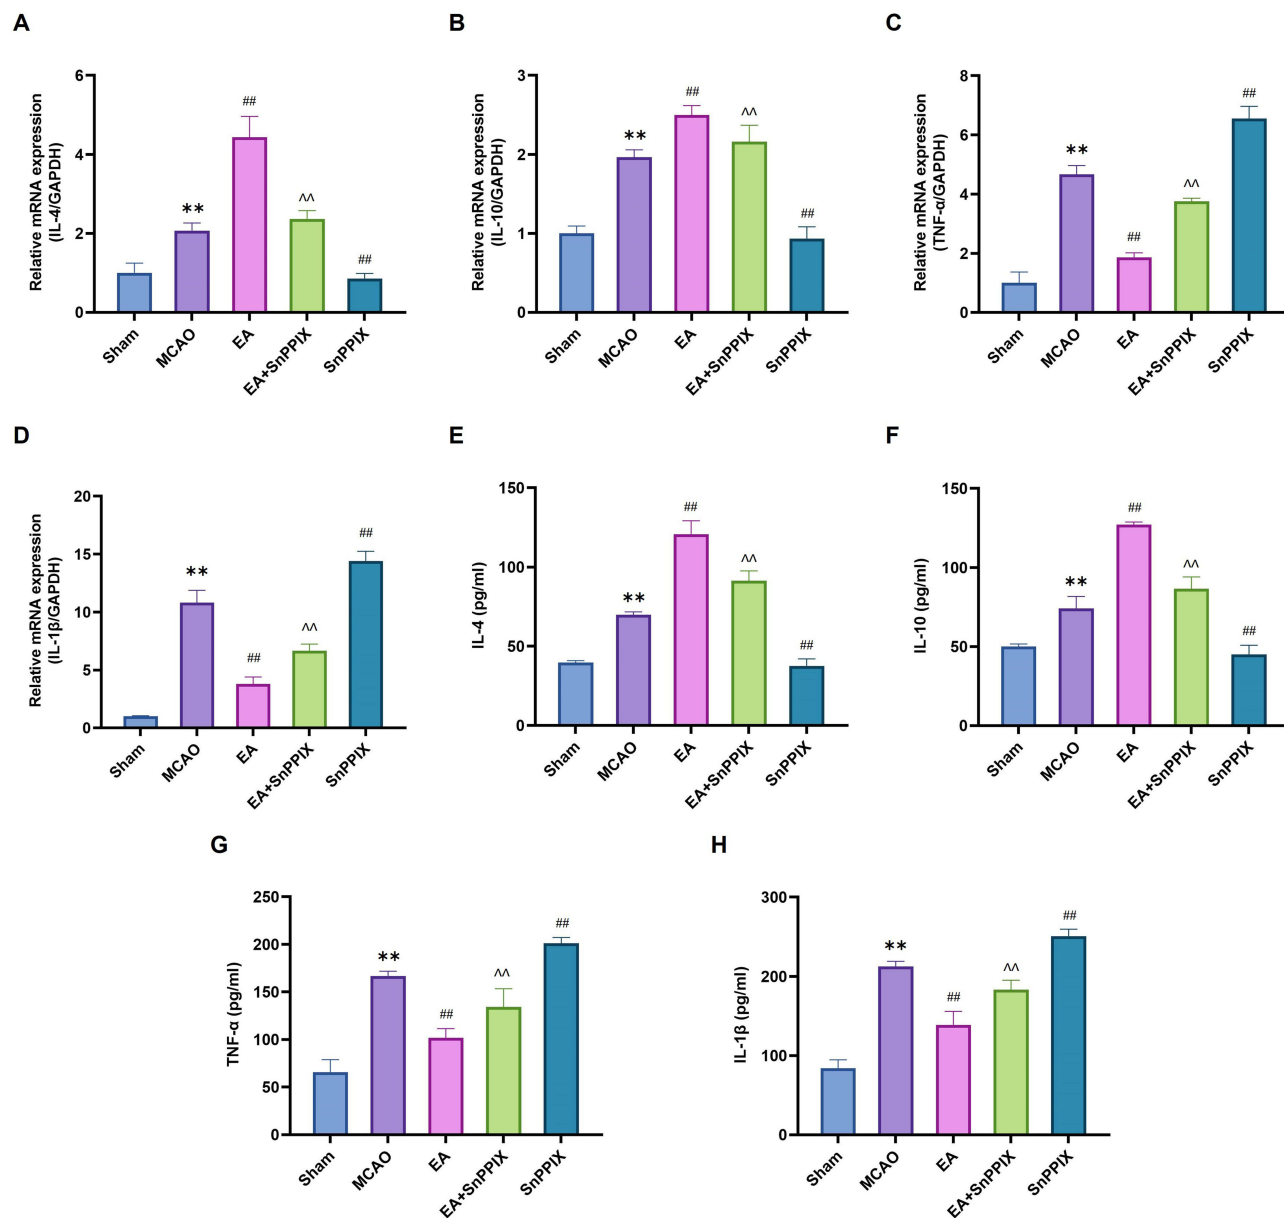 A
Relative mRNA expression
(IL-4/GAPDH)
6
4
2
0
**
##
^^
##
Sham
MCAO
EA
EA+SnPPIX
SnPPIX
B
Relative mRNA expression
(IL-10/GAPDH)
3
2
1
0
**
##
^^
##
Sham
MCAO
EA
EA+SnPPIX
SnPPIX
C
Relative mRNA expression
(TNF-α/GAPDH)
8
6
4
2
0
**
##
^^
##
Sham
MCAO
EA
EA+SnPPIX
SnPPIX
D
Relative mRNA expression
(IL-1β/GAPDH)
20
15
10
5
0
**
##
^^
##
Sham
MCAO
EA
EA+SnPPIX
SnPPIX
E
IL-4 (pg/ml)
150
100
50
0
**
##
^^
##
Sham
MCAO
EA
EA+SnPPIX
SnPPIX
F
IL-10 (pg/ml)
150
100
50
0
**
##
^^
##
Sham
MCAO
EA
EA+SnPPIX
SnPPIX
G
TNF-α (pg/ml)
250
200
150
100
50
0
**
##
^^
##
Sham
MCAO
EA
EA+SnPPIX
SnPPIX
H
IL-1β (pg/ml)
300
200
100
0
**
##
^^
##
Sham
MCAO
EA
EA+SnPPIX
SnPPIX